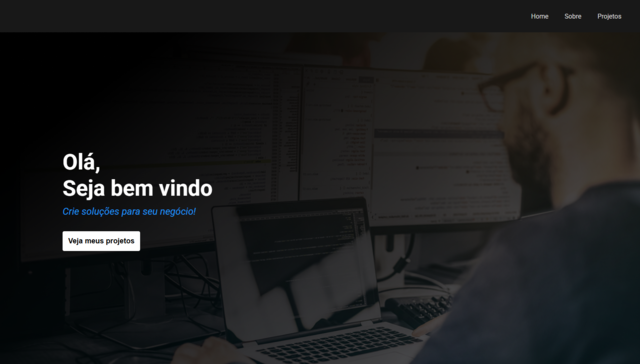 Home Sobre Projetos
Olá,
Seja bem vindo
Crie soluções para seu negócio!
Veja meus projetos